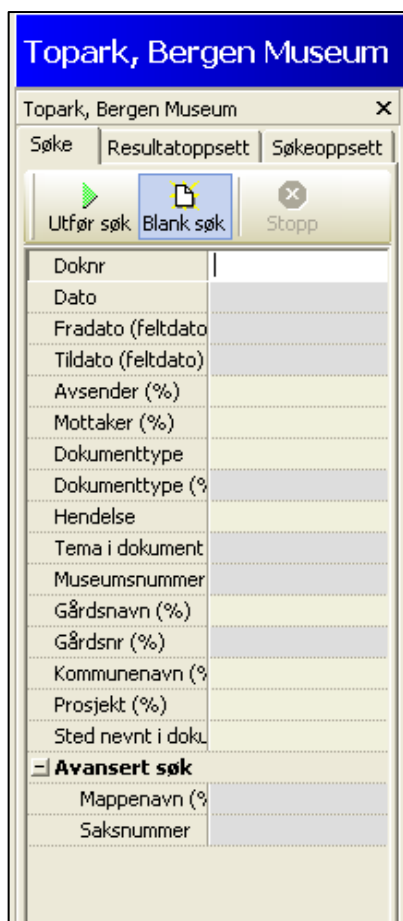 Topark, Bergen Museum
Topark, Bergen Museum
Søke Resultatoppsett Søkeoppsett
Utfør søk Blank søk Stopp
Doknr
Dato
Fradato (feltdato
Tildato (feltdato)
Avsender (%)
Mottaker (%)
Dokumenttype
Dokumenttype (%
Hendelse
Tema i dokument
Museumsnummer
Gårdsnavn (%)
Gårdsnr (%)
Kommunenavn (%
Prosjekt (%)
Sted nevnt i doku
Avansert søk
Mappenavn (%
Saksnummer